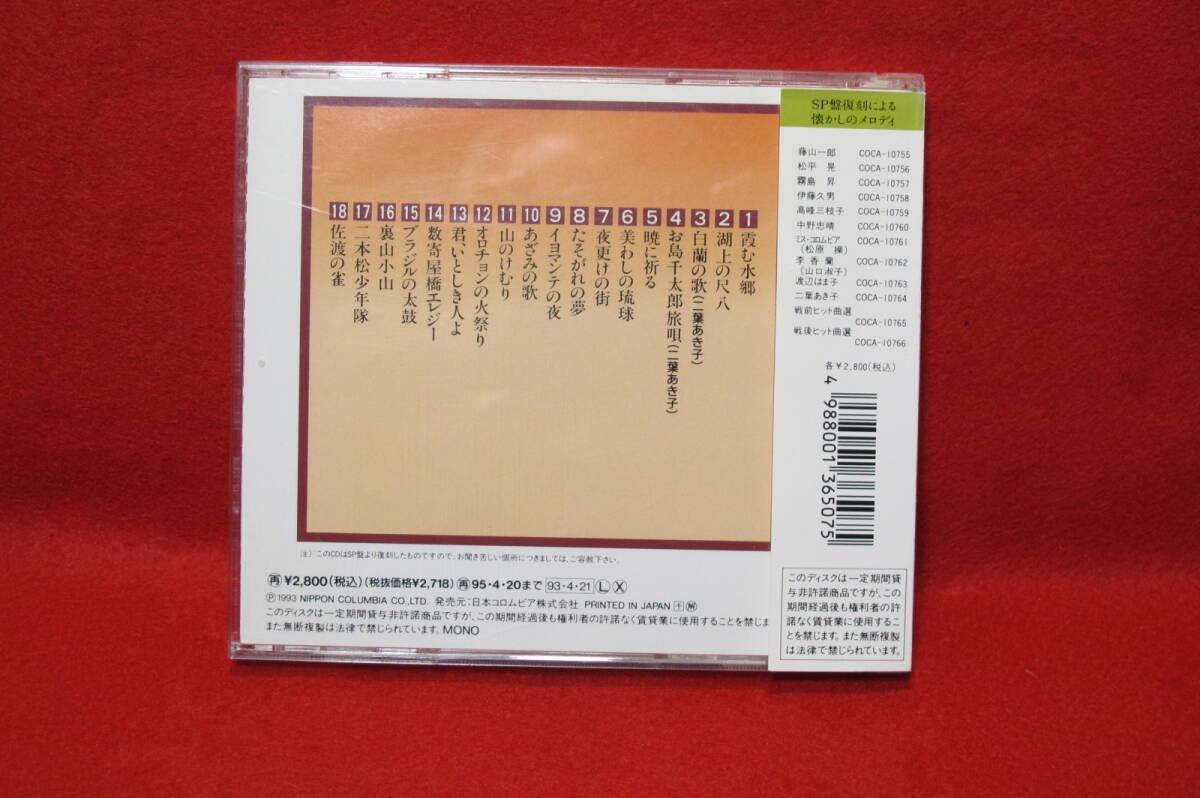 1 霞む水郷
2 湖上の尺八
3 白蘭の歌(二葉あき子)
4 お島千太郎旅唄(二葉あき子)
5 暁に祈る
6 美わしの琉球
7 夜更けの街
8 たそがれの夢
9 イヨマンテの夜
10 あざみの歌
11 山のけむり
12 オロチョンの火祭り
13 君、いとしき人よ
14 数寄屋橋エレジー
15 ブラジルの太鼓
16 裏山小山
17 二本松少年隊
18 佐渡の雀
(注) このCDはSP盤より復刻したものですので、お聞き苦しい個所につきましては、ご容赦下さい。
再 ¥2,800(税込)(税抜価格¥2,718) 再 95・4・20まで 93・4・21 L X
Ⓟ1993 NIPPON COLUMBIA CO.,LTD. 発売元:日本コロムビア株式会社 PRINTED IN JAPAN
このディスクは一定期間貸与非許諾商品ですが、この期間経過後も権利者の許諾なく賃貸業に使用することを禁じま
また無断複製は法律で禁じられています。MONO
SP盤復刻による
懐かしのメロディ
藤山一郎 COCA-10755
松平 晃 COCA-10756
霧島 昇 COCA-10757
伊藤久男 COCA-10758
高峰三枝子 COCA-10759
中野忠晴 COCA-10760
ミス・コロムビア COCA-10761
(松原 操)
李香蘭 COCA-10762
(山口淑子)
渡辺はま子 COCA-10763
二葉あき子 COCA-10764
戦前ヒット曲選
COCA-10765
戦後ヒット曲選
COCA-10766
各¥2,800(税込)
4 988001 365075
このディスクは一定期間貸
与非許諾商品ですが、この
期間経過後も権利者の許
諾なく賃貸業に使用するこ
とを禁じます。また無断複製
は法律で禁じられています。